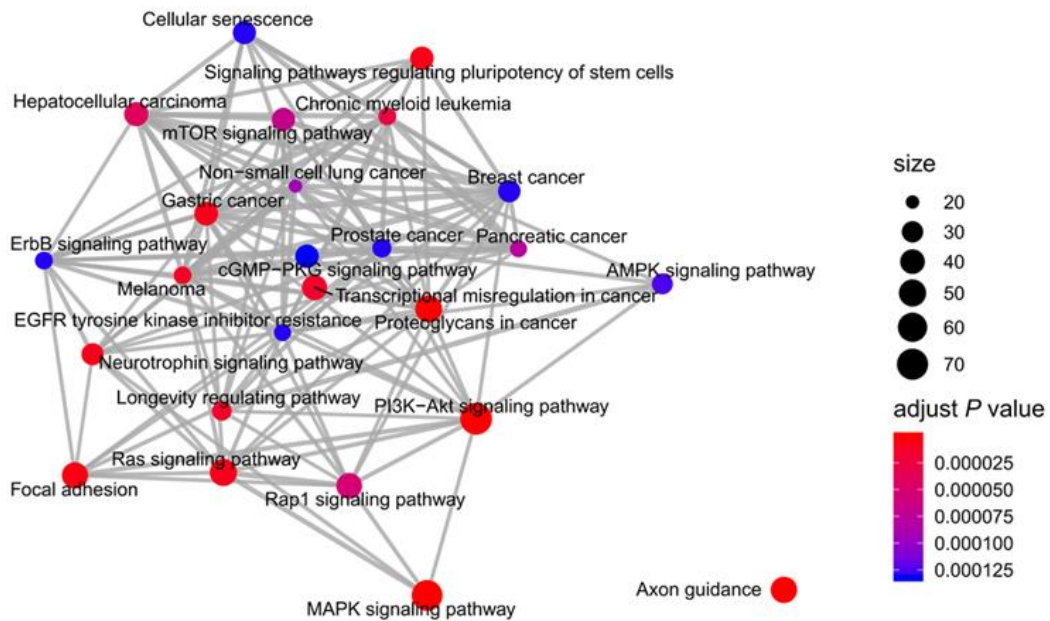 Cellular senescence
Signaling pathways regulating pluripotency of stem cells
Hepatocellular carcinoma
Chronic myeloid leukemia
mTOR signaling pathway
Non−small cell lung cancer
Breast cancer
Gastric cancer
ErbB signaling pathway
Prostate cancer
Pancreatic cancer
cGMP−PKG signaling pathway
AMPK signaling pathway
Melanoma
Transcriptional misregulation in cancer
EGFR tyrosine kinase inhibitor resistance
Proteoglycans in cancer
Neurotrophin signaling pathway
Longevity regulating pathway
PI3K−Akt signaling pathway
Ras signaling pathway
Focal adhesion
Rap1 signaling pathway
MAPK signaling pathway
Axon guidance
size
20
30
40
50
60
70
adjust P value
0.000025
0.000050
0.000075
0.000100
0.000125